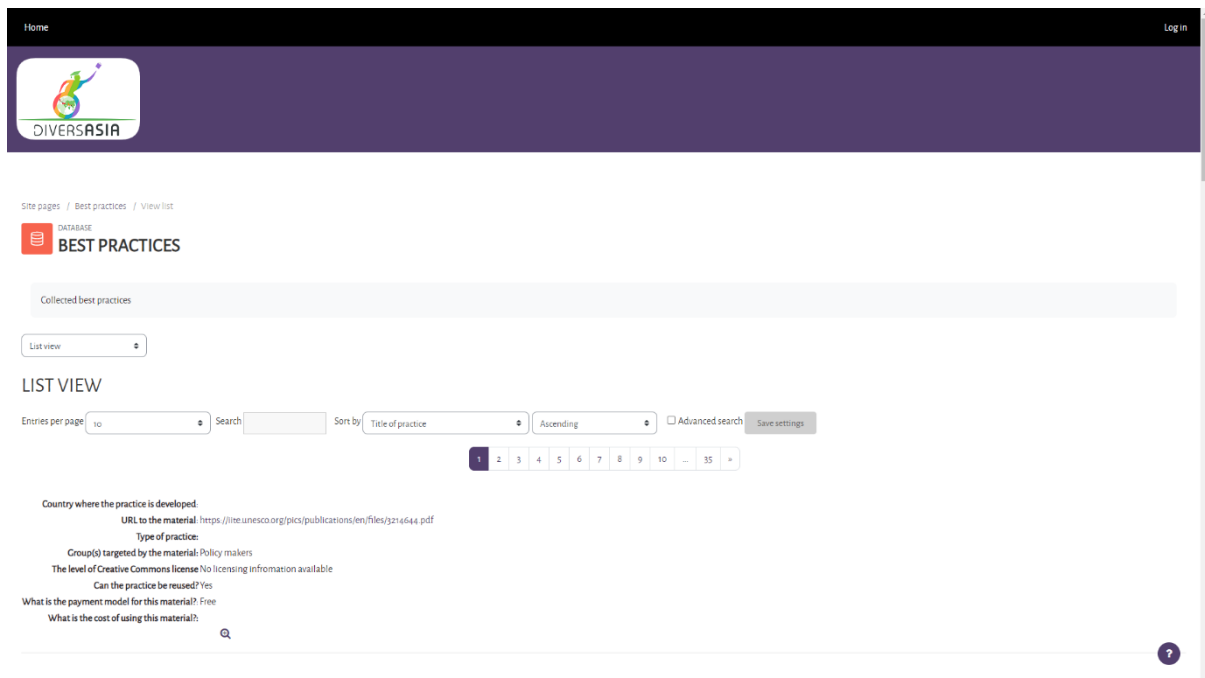 Home Log in
DIVERSASIA
Site pages / Best practices / View list
DATABASE
BEST PRACTICES
Collected best practices
List view
LIST VIEW
Entries per page 10 Search Sort by Title of practice Ascending Advanced search Save settings
1 2 3 4 5 6 7 8 9 10 ... 35 »
Country where the practice is developed:
URL to the material: https://iite.unesco.org/pics/publications/en/files/3214644.pdf
Type of practice:
Group(s) targeted by the material: Policy makers
The level of Creative Commons license No licensing infromation available
Can the practice be reused? Yes
What is the payment model for this material?: Free
What is the cost of using this material?:
?